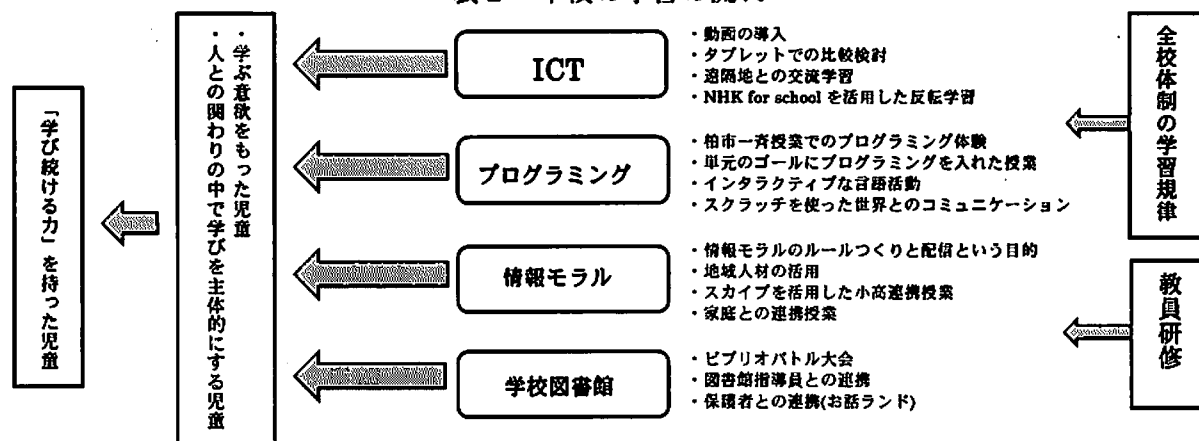 「学び続ける力」を持った児童
・学ぶ意欲をもった児童
・人との関わりの中で学びを主体的にする児童
ICT
・動画の導入
・タブレットでの比較検討
・遠隔地との交流学習
・NHK for school を活用した反転学習
プログラミング
・柏市一斉授業でのプログラミング体験
・単元のゴールにプログラミングを入れた授業
・インタラクティブな言語活動
・スクラッチを使った世界とのコミュニケーション
情報モラル
・情報モラルのルールつくりと配信という目的
・地域人材の活用
・スカイプを活用した小高連携授業
・家庭との連携授業
学校図書館
・ビブリオバトル大会
・図書館指導員との連携
・保護者との連携(お話ランド)
全校体制の学習規律
教員研修